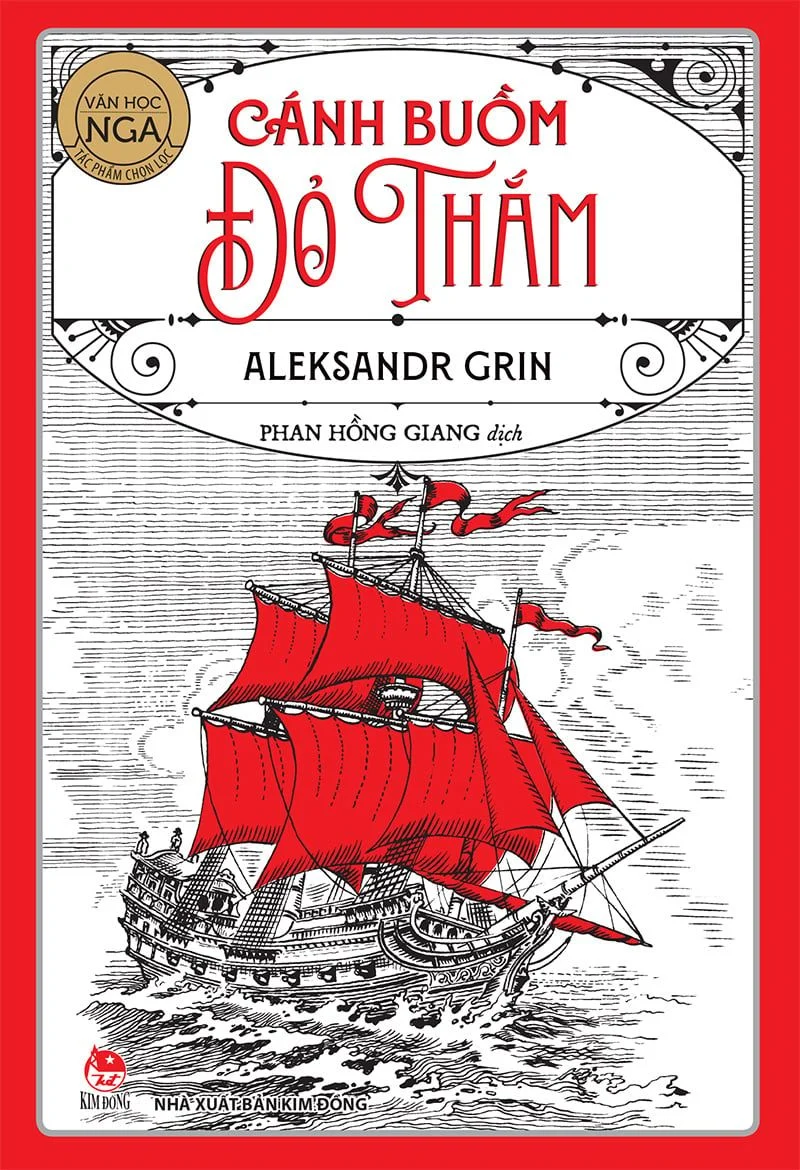 VĂN HỌC
NGA
TÁC PHẨM CHỌN LỌC
CÁNH BUỒM
ĐỎ THẮM
ALEKSANDR GRIN
PHAN HỒNG GIANG dịch
kđ
KIM ĐỒNG
NHÀ XUẤT BẢN KIM ĐỒNG